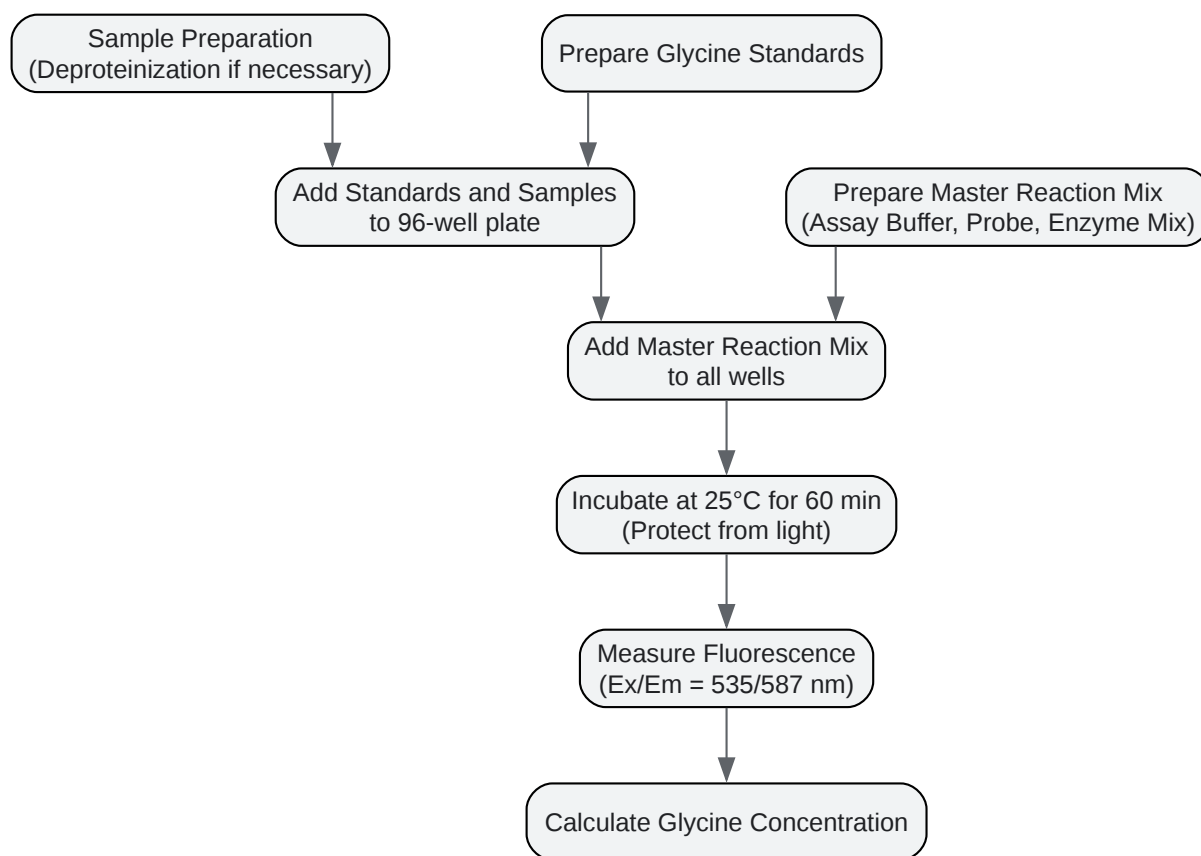 Sample Preparation
(Deproteinization if necessary)
Prepare Glycine Standards
Add Standards and Samples
to 96-well plate
Prepare Master Reaction Mix
(Assay Buffer, Probe, Enzyme Mix)
Add Master Reaction Mix
to all wells
Incubate at 25°C for 60 min
(Protect from light)
Measure Fluorescence
(Ex/Em = 535/587 nm)
Calculate Glycine Concentration